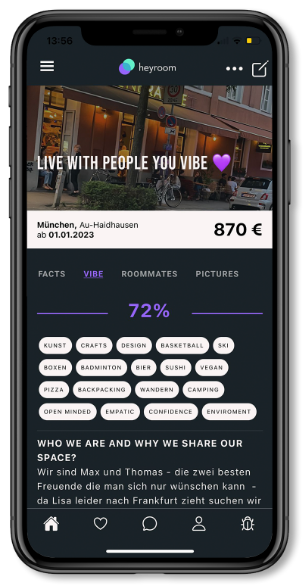 13:56
heyroom
LIVE WITH PEOPLE YOU VIBE 💜
München, Au-Haidhausen
ab 01.01.2023
870 €
FACTS VIBE ROOMMATES PICTURES
72%
KUNST CRAFTS DESIGN BASKETBALL SKI
BOXEN BADMINTON BIER SUSHI VEGAN
PIZZA BACKPACKING WANDERN CAMPING
OPEN MINDED EMPATIC CONFIDENCE ENVIROMENT
WHO WE ARE AND WHY WE SHARE OUR
SPACE?
Wir sind Max und Thomas - die zwei besten
Freunde die man sich nur wünschen kann -
da Lisa leider nach Frankfurt zieht suchen wir